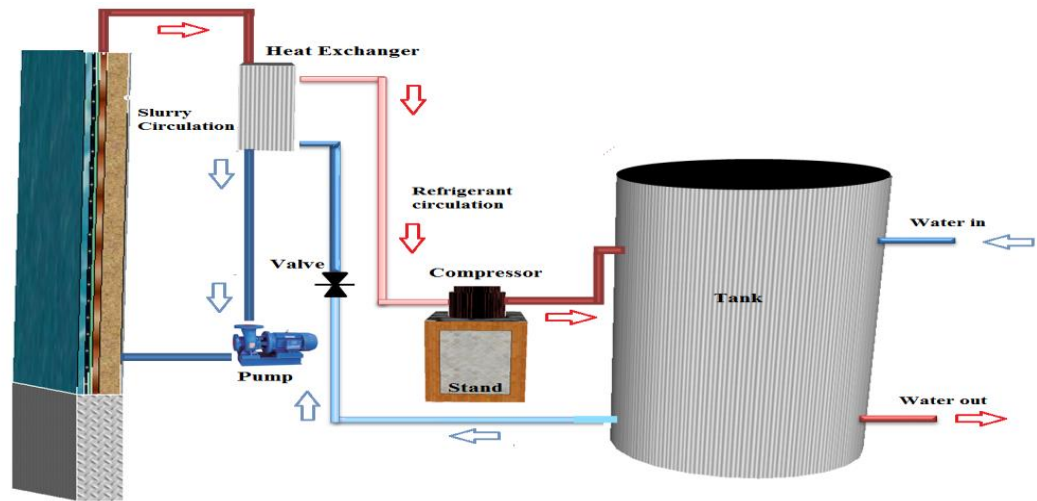 Heat Exchanger
Slurry
Circulation
Refrigerant
circulation
Water in
Valve
Compressor
Tank
Pump
Stand
Water out